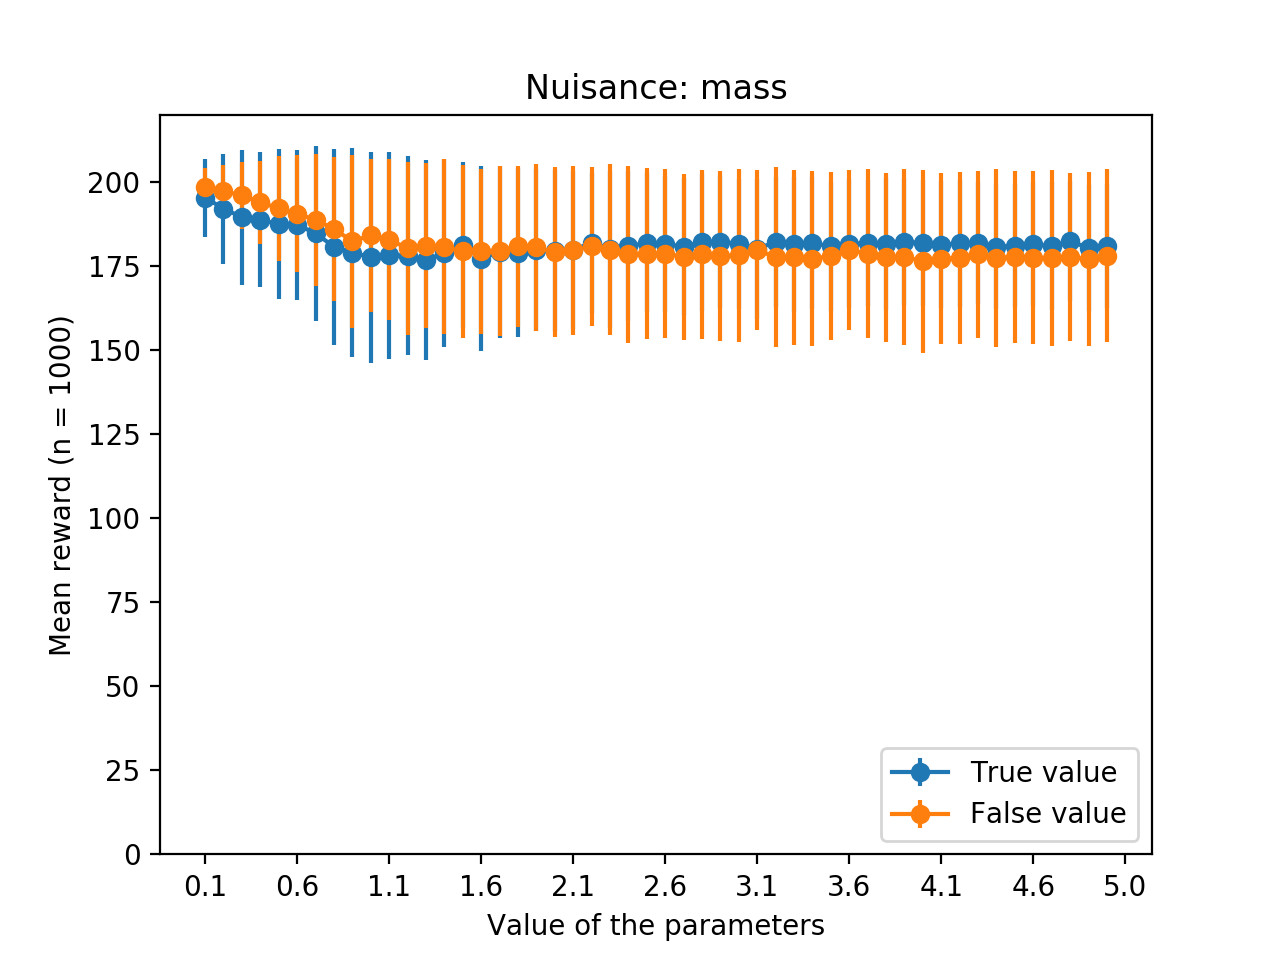 Nuisance: mass
Mean reward (n = 1000)
200
175
150
125
100
75
50
25
0
True value
False value
0.1 0.6 1.1 1.6 2.1 2.6 3.1 3.6 4.1 4.6 5.0
Value of the parameters